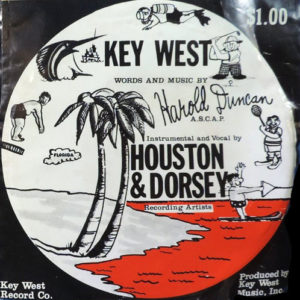 $1.00
KEY WEST
WORDS AND MUSIC BY
Harold Duncan
A.S.C.A.P.
Instrumental and Vocal by
HOUSTON
& DORSEY
Recording Artists
FLORIDA
Key West
Record Co.
Produced by
Key West
Music, Inc.